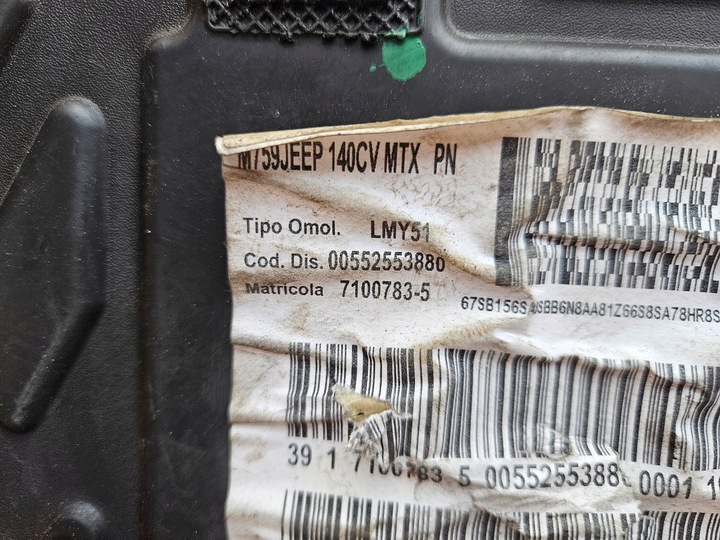 M759JEEP 140CV MTX PN
Tipo Omol. LMY51
Cod. Dis. 00552553880
Matricola 7100783-5
39 1 7100783 5 0055255388 0001